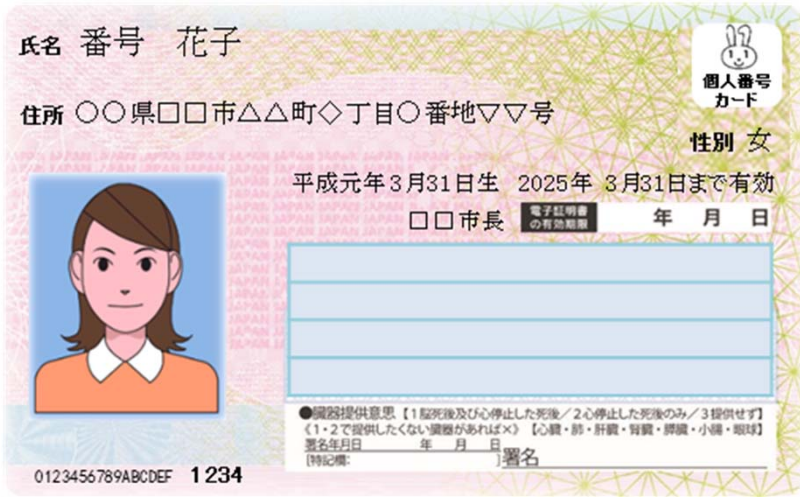 氏名 番号 花子
個人番号
カード
住所 ○○県□□市△△町◇丁目○番地▽▽号
性別 女
平成元年3月31日生 2025年 3月31日まで有効
□□市長 電子証明書の有効期限 年 月 日
●臓器提供意思【1脳死後及び心停止した死後/2心停止した死後のみ/3提供せず】
《1・2で提供したくない臓器があれば×》【心臓・肺・肝臓・腎臓・膵臓・小腸・眼球】
署名年月日 年 月 日
[特記欄: ]署名
0123456789ABCDEF 1234